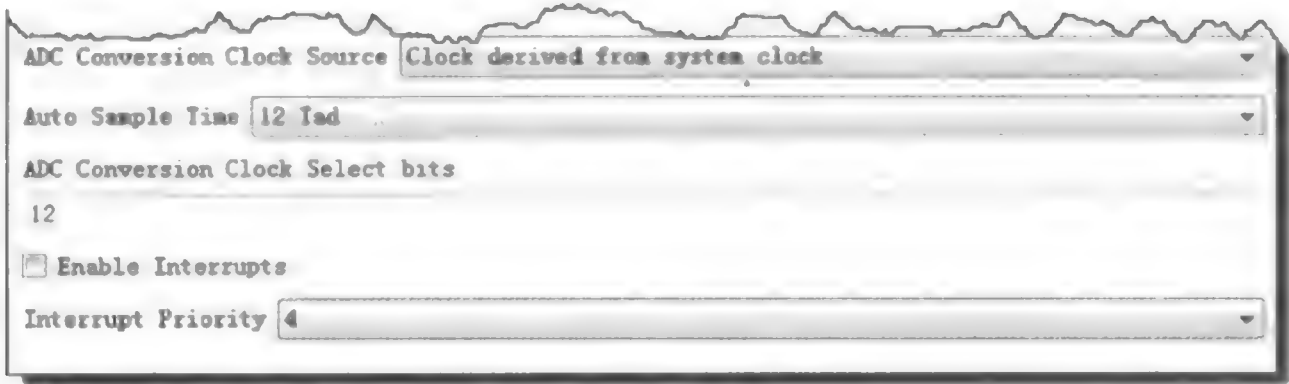 ADC Conversion Clock Source Clock derived from system clock
Auto Sample Time 12 Tad
ADC Conversion Clock Select bits
12
Enable Interrupts
Interrupt Priority 4